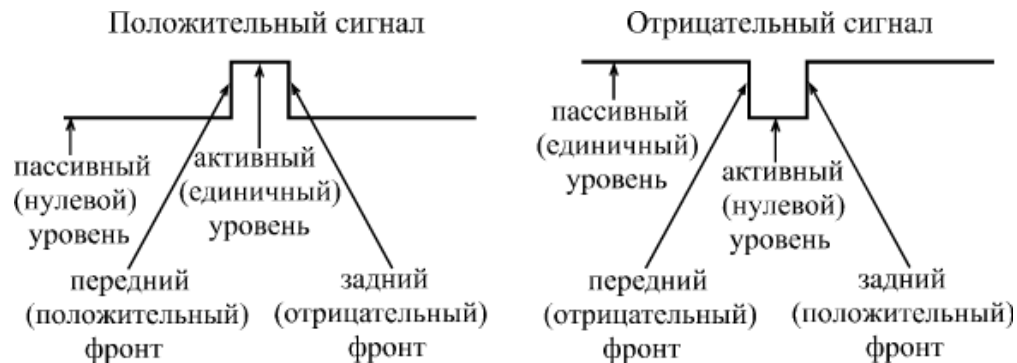 Положительный сигнал
пассивный
(нулевой)
уровень
активный
(единичный)
уровень
передний
(положительный)
фронт
задний
(отрицательный)
фронт
Отрицательный сигнал
пассивный
(единичный)
уровень
активный
(нулевой)
уровень
передний
(отрицательный)
фронт
задний
(положительный)
фронт